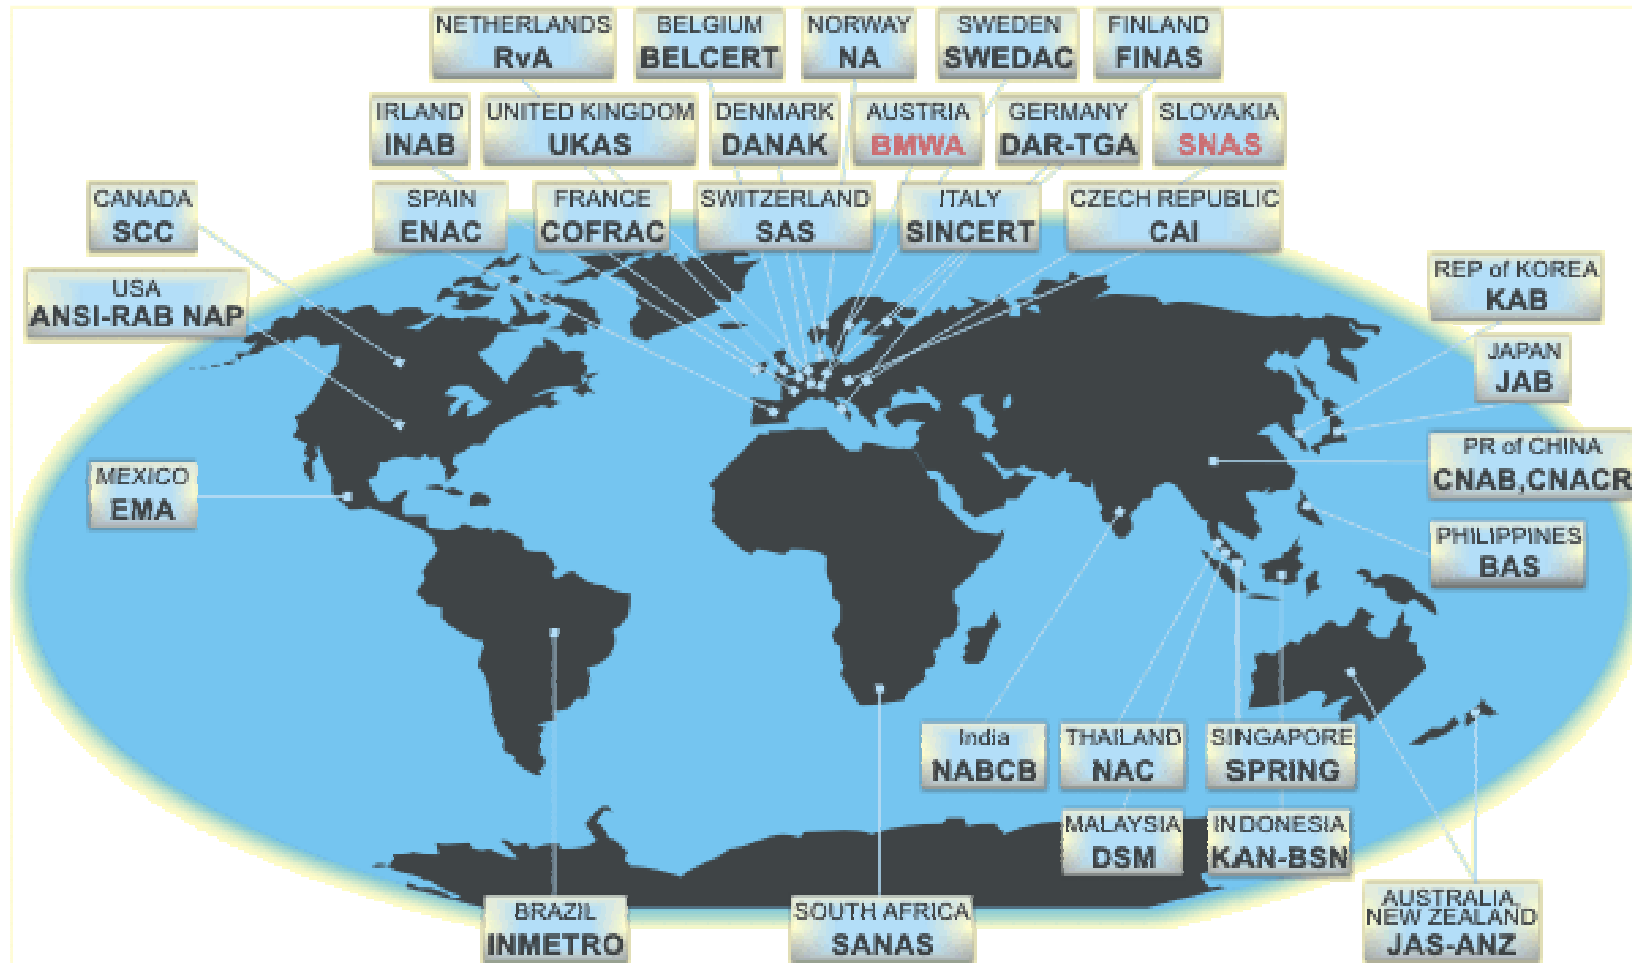 NETHERLANDS
RvA
BELGIUM
BELCERT
NORWAY
NA
SWEDEN
SWEDAC
FINLAND
FINAS
IRLAND
INAB
UNITED KINGDOM
UKAS
DENMARK
DANAK
AUSTRIA
BMWA
GERMANY
DAR-TGA
SLOVAKIA
SNAS
CANADA
SCC
SPAIN
ENAC
FRANCE
COFRAC
SWITZERLAND
SAS
ITALY
SINCERT
CZECH REPUBLIC
CAI
USA
ANSI-RAB NAP
REP of KOREA
KAB
JAPAN
JAB
MEXICO
EMA
PR of CHINA
CNAB,CNACR
PHILIPPINES
BAS
India
NABCB
THAILAND
NAC
SINGAPORE
SPRING
MALAYSIA
DSM
INDONESIA
KAN-BSN
BRAZIL
INMETRO
SOUTH AFRICA
SANAS
AUSTRALIA,
NEW ZEALAND
JAS-ANZ